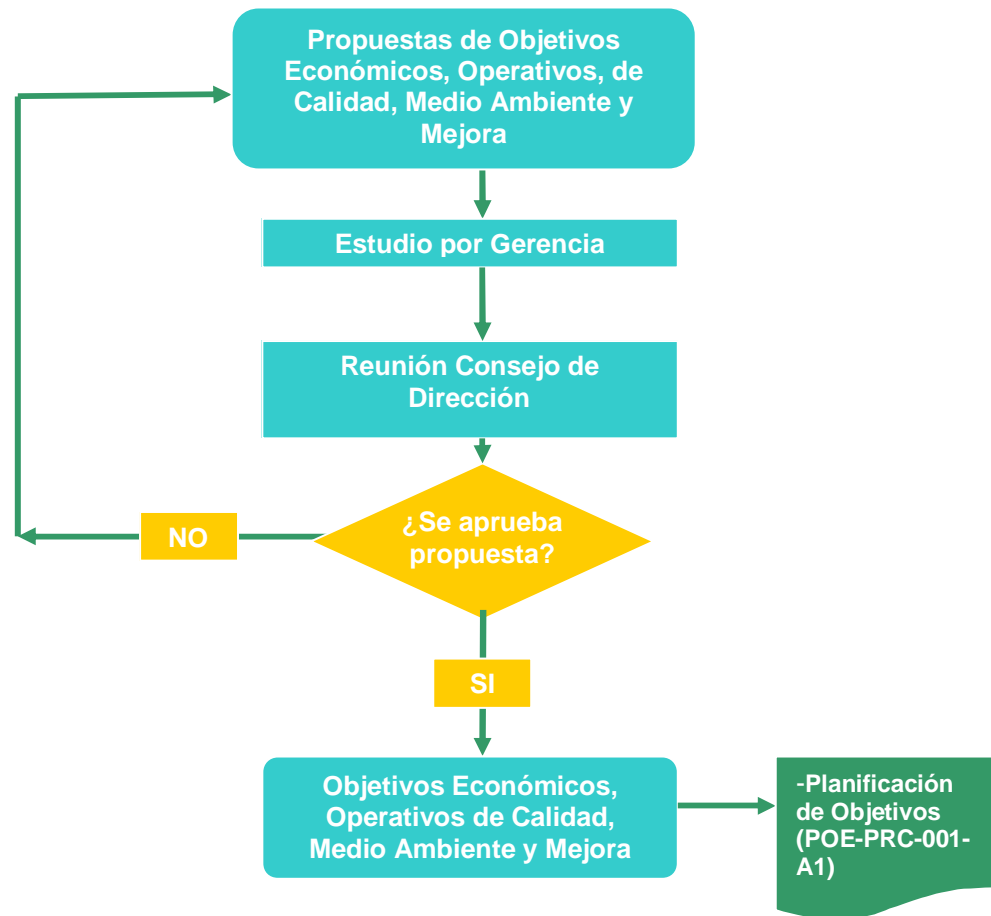 Propuestas de Objetivos
Económicos, Operativos, de
Calidad, Medio Ambiente y
Mejora
Estudio por Gerencia
Reunión Consejo de
Dirección
¿Se aprueba
propuesta?
NO
SI
Objetivos Económicos,
Operativos de Calidad,
Medio Ambiente y Mejora
-Planificación
de Objetivos
(POE-PRC-001-
A1)